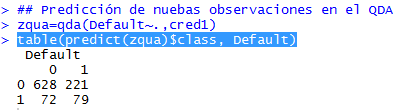 > ## Predicción de nuebas observaciones en el QDA
> zqua=qda(Default~.,cred1)
> table(predict(zqua)$class, Default)
   Default
      0   1
  0 628 221
  1  72  79